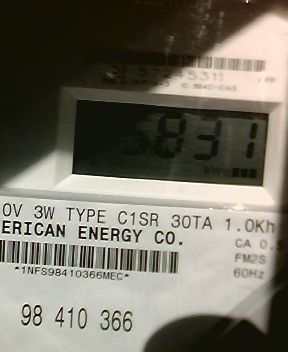 831
kWh
0V 3W TYPE C1SR 30TA 1.0Kh
ERICAN ENERGY CO.
CA 0.5
FM2S
60Hz
*1NFS98410366MEC*
98 410 366